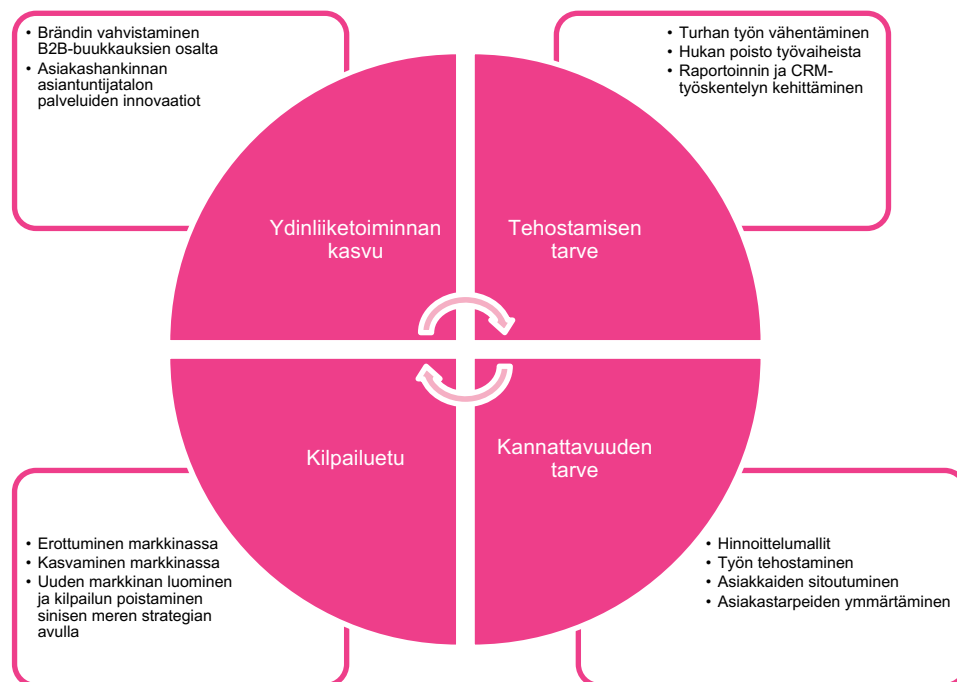 • Brändin vahvistaminen
B2B-buukkauksien osalta
• Asiakashankinnan
asiantuntijatalon
palveluiden innovaatiot
• Turhan työn vähentäminen
• Hukan poisto työvaiheista
• Raportoinnin ja CRM-
työskentelyn kehittäminen
Ydinliiketoiminnan
kasvu
Tehostamisen
tarve
Kilpailuetu
Kannattavuuden
tarve
• Erottuminen markkinassa
• Kasvaminen markkinassa
• Uuden markkinan luominen
ja kilpailun poistaminen
sinisen meren strategian
avulla
• Hinnoittelumallit
• Työn tehostaminen
• Asiakkaiden sitoutuminen
• Asiakastarpeiden ymmärtäminen